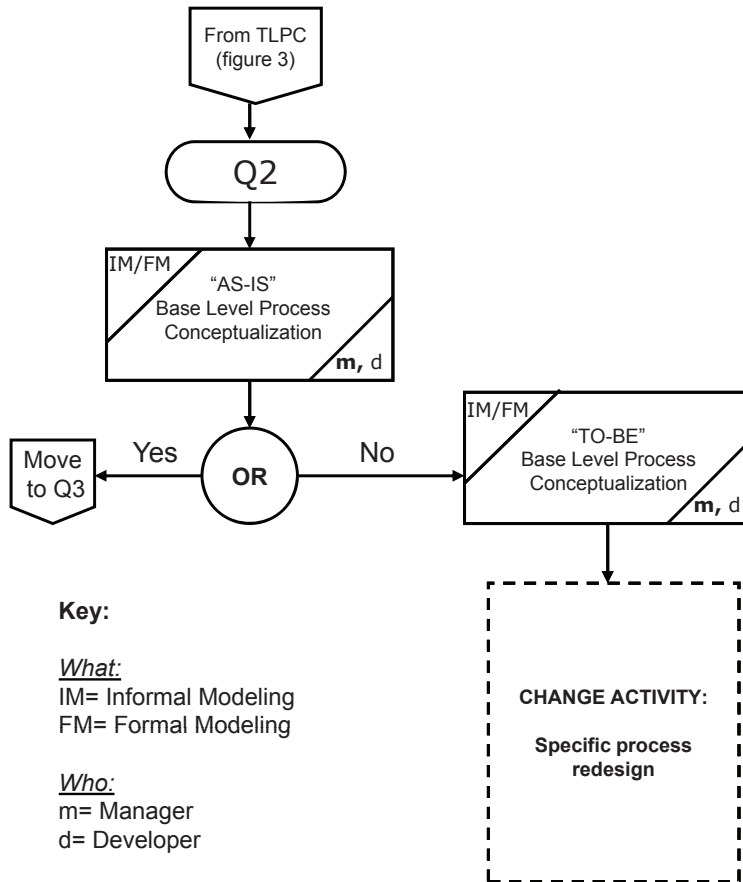 From TLPC
(figure 3)
Q2
IM/FM
“AS-IS”
Base Level Process
Conceptualization
m, d
Yes
OR
No
Move
to Q3
IM/FM
“TO-BE”
Base Level Process
Conceptualization
m, d
Key:
What:
IM= Informal Modeling
FM= Formal Modeling
Who:
m= Manager
d= Developer
CHANGE ACTIVITY:
Specific process
redesign